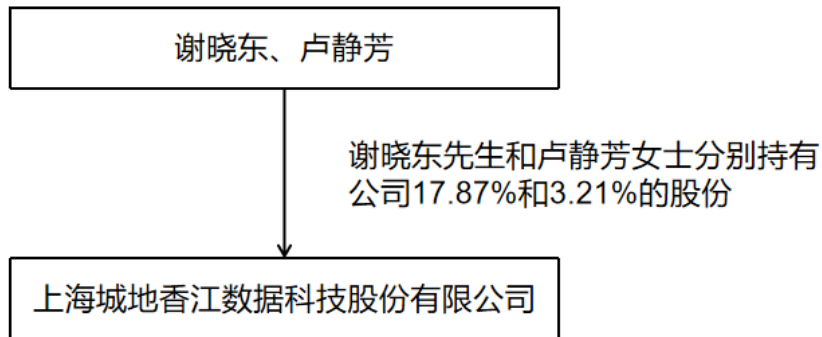 谢晓东、卢静芳
谢晓东先生和卢静芳女士分别持有
公司17.87%和3.21%的股份
上海城地香江数据科技股份有限公司